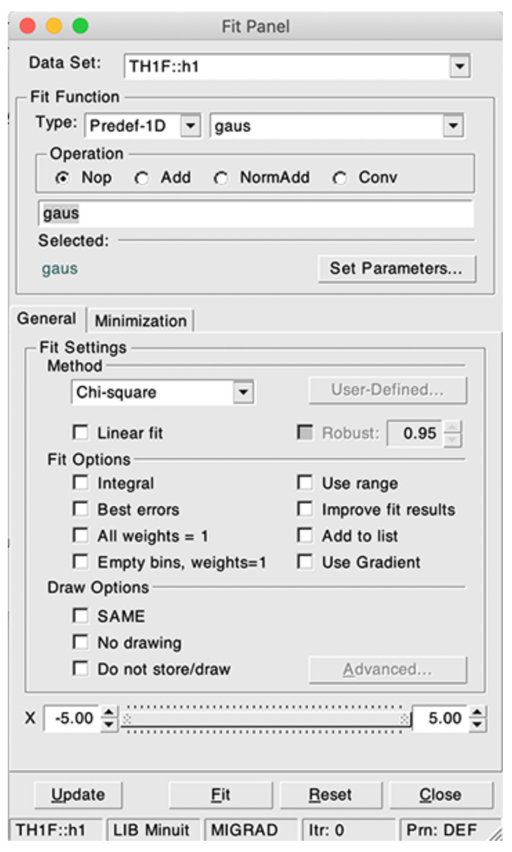 Fit Panel
Data Set: TH1F::h1
Fit Function
Type: Predef-1D gaus
Operation
Nop Add NormAdd Conv
gaus
Selected:
gaus Set Parameters...
General Minimization
Fit Settings
Method
Chi-square User-Defined...
Linear fit Robust: 0.95
Fit Options
Integral Use range
Best errors Improve fit results
All weights = 1 Add to list
Empty bins, weights=1 Use Gradient
Draw Options
SAME
No drawing
Do not store/draw Advanced...
X -5.00 5.00
Update Fit Reset Close
TH1F::h1 LIB Minuit MIGRAD Itr: 0 Prn: DEF